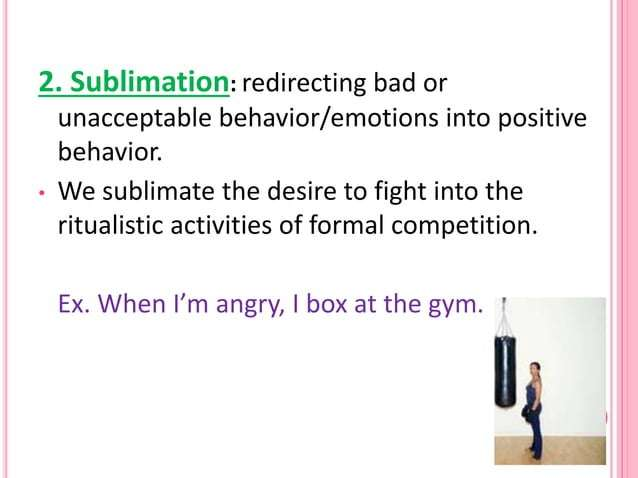 2. Sublimation: redirecting bad or
unacceptable behavior/emotions into positive
behavior.
• We sublimate the desire to fight into the
ritualistic activities of formal competition.
Ex. When I’m angry, I box at the gym.